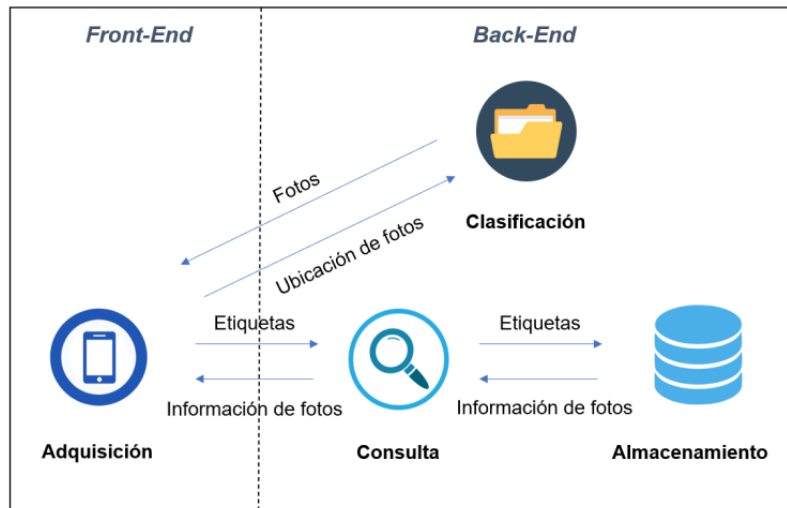 Front-End
Back-End
Fotos
Clasificación
Ubicación de fotos
Etiquetas
Etiquetas
Información de fotos
Información de fotos
Adquisición
Consulta
Almacenamiento